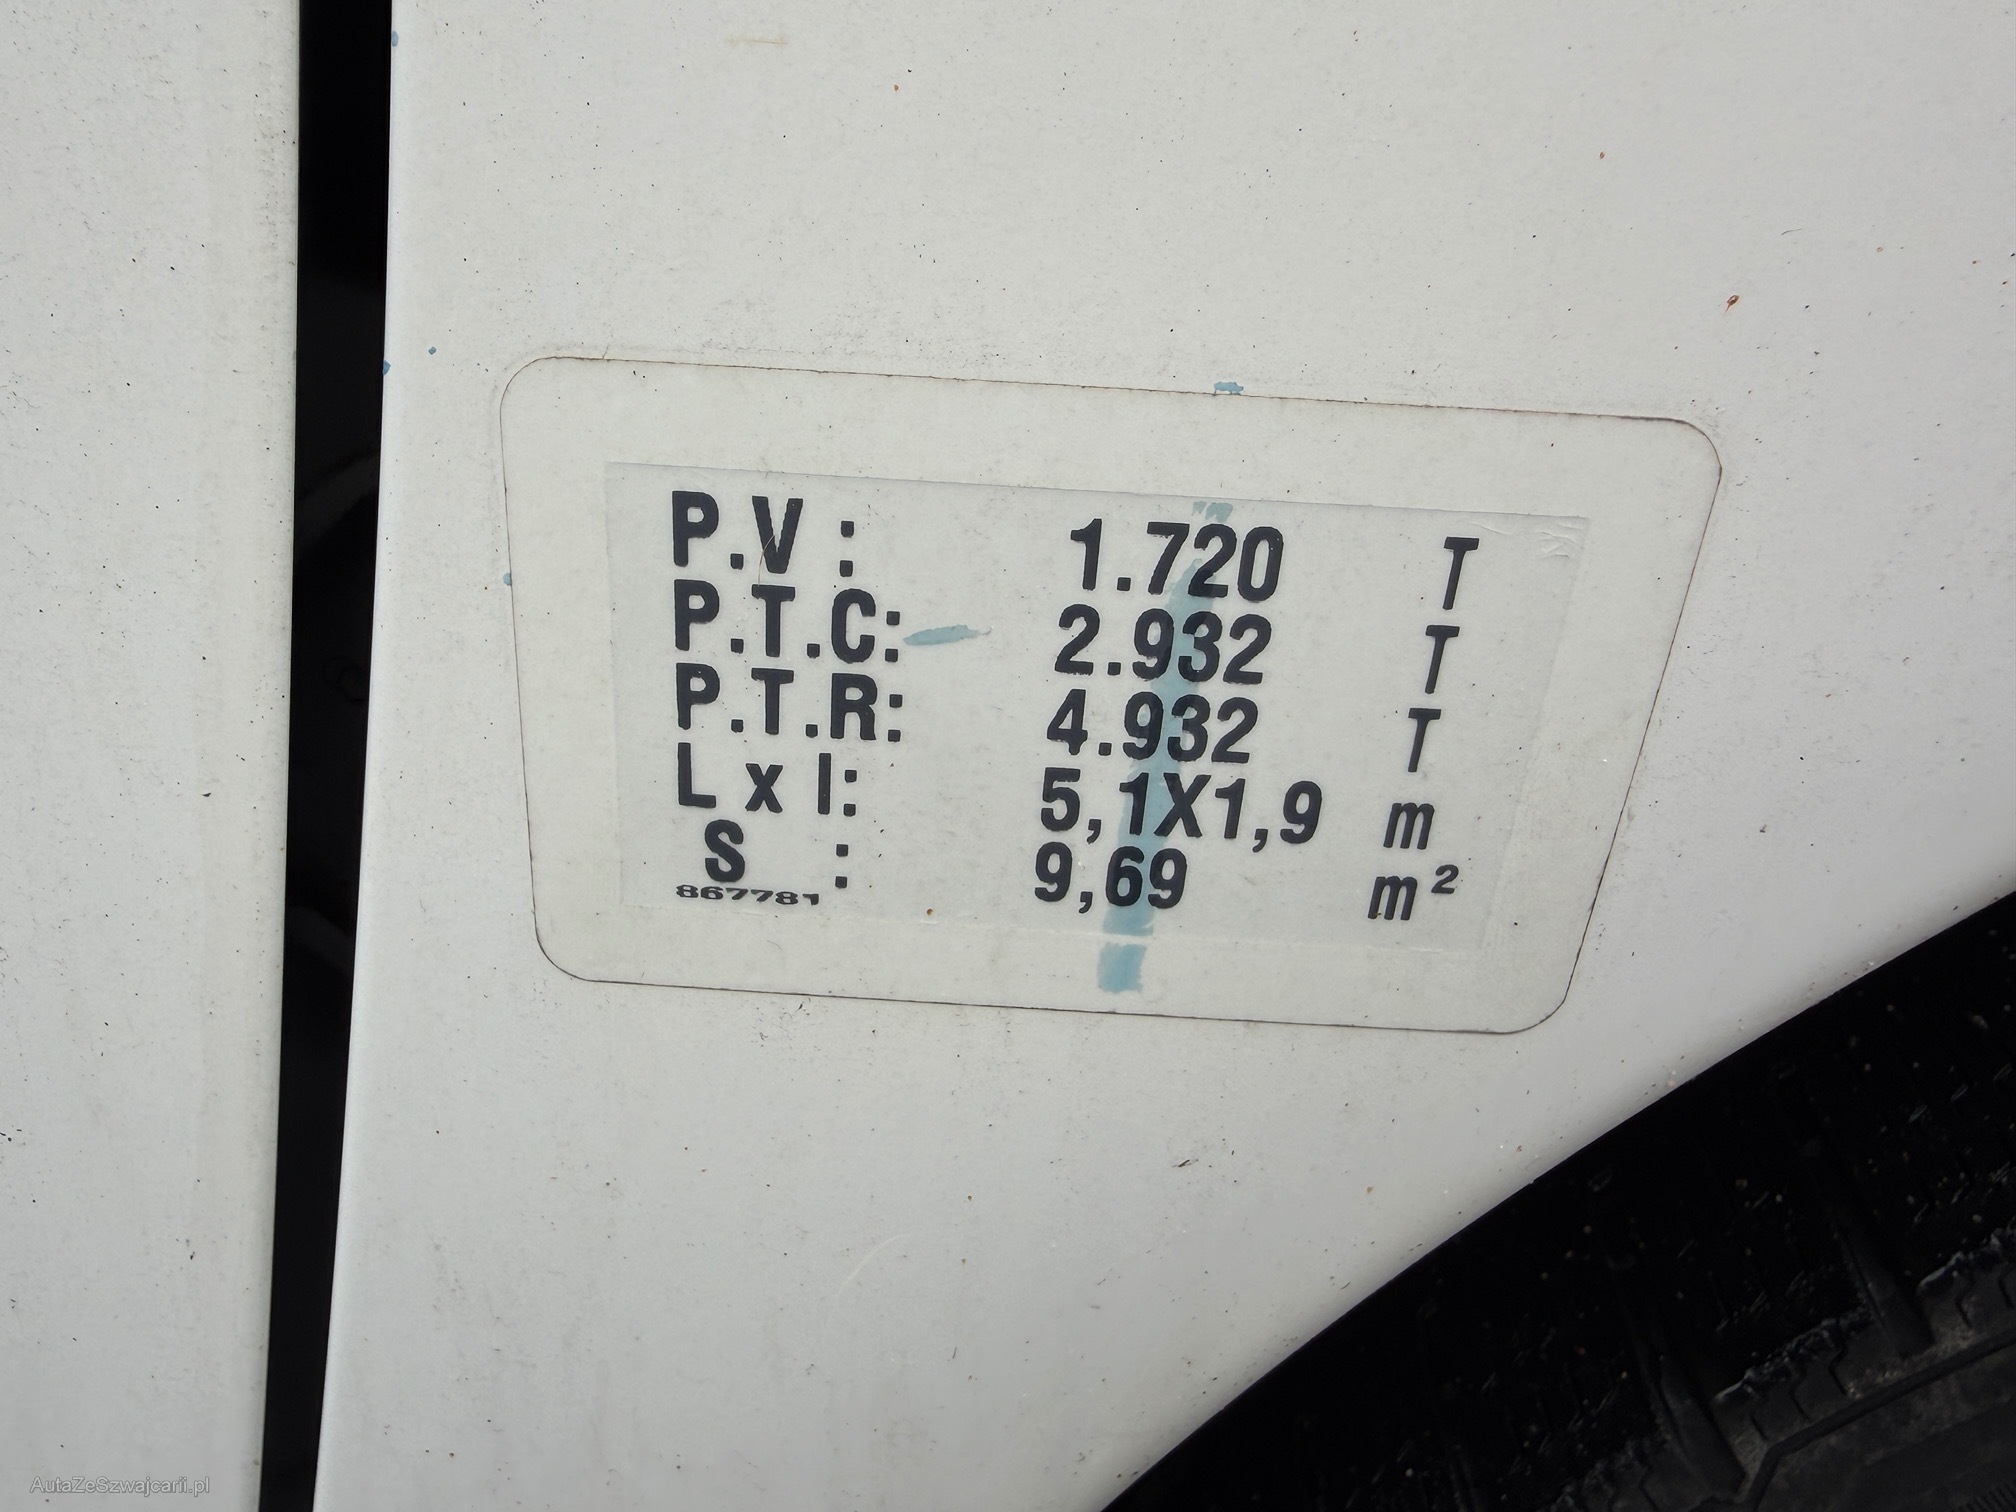 P.V : 1.720 T
P.T.C: 2.932 T
P.T.R: 4.932 T
L x l: 5,1X1,9 m
S : 9,69 m²
867781
AutaZeSzwajcarii.pl